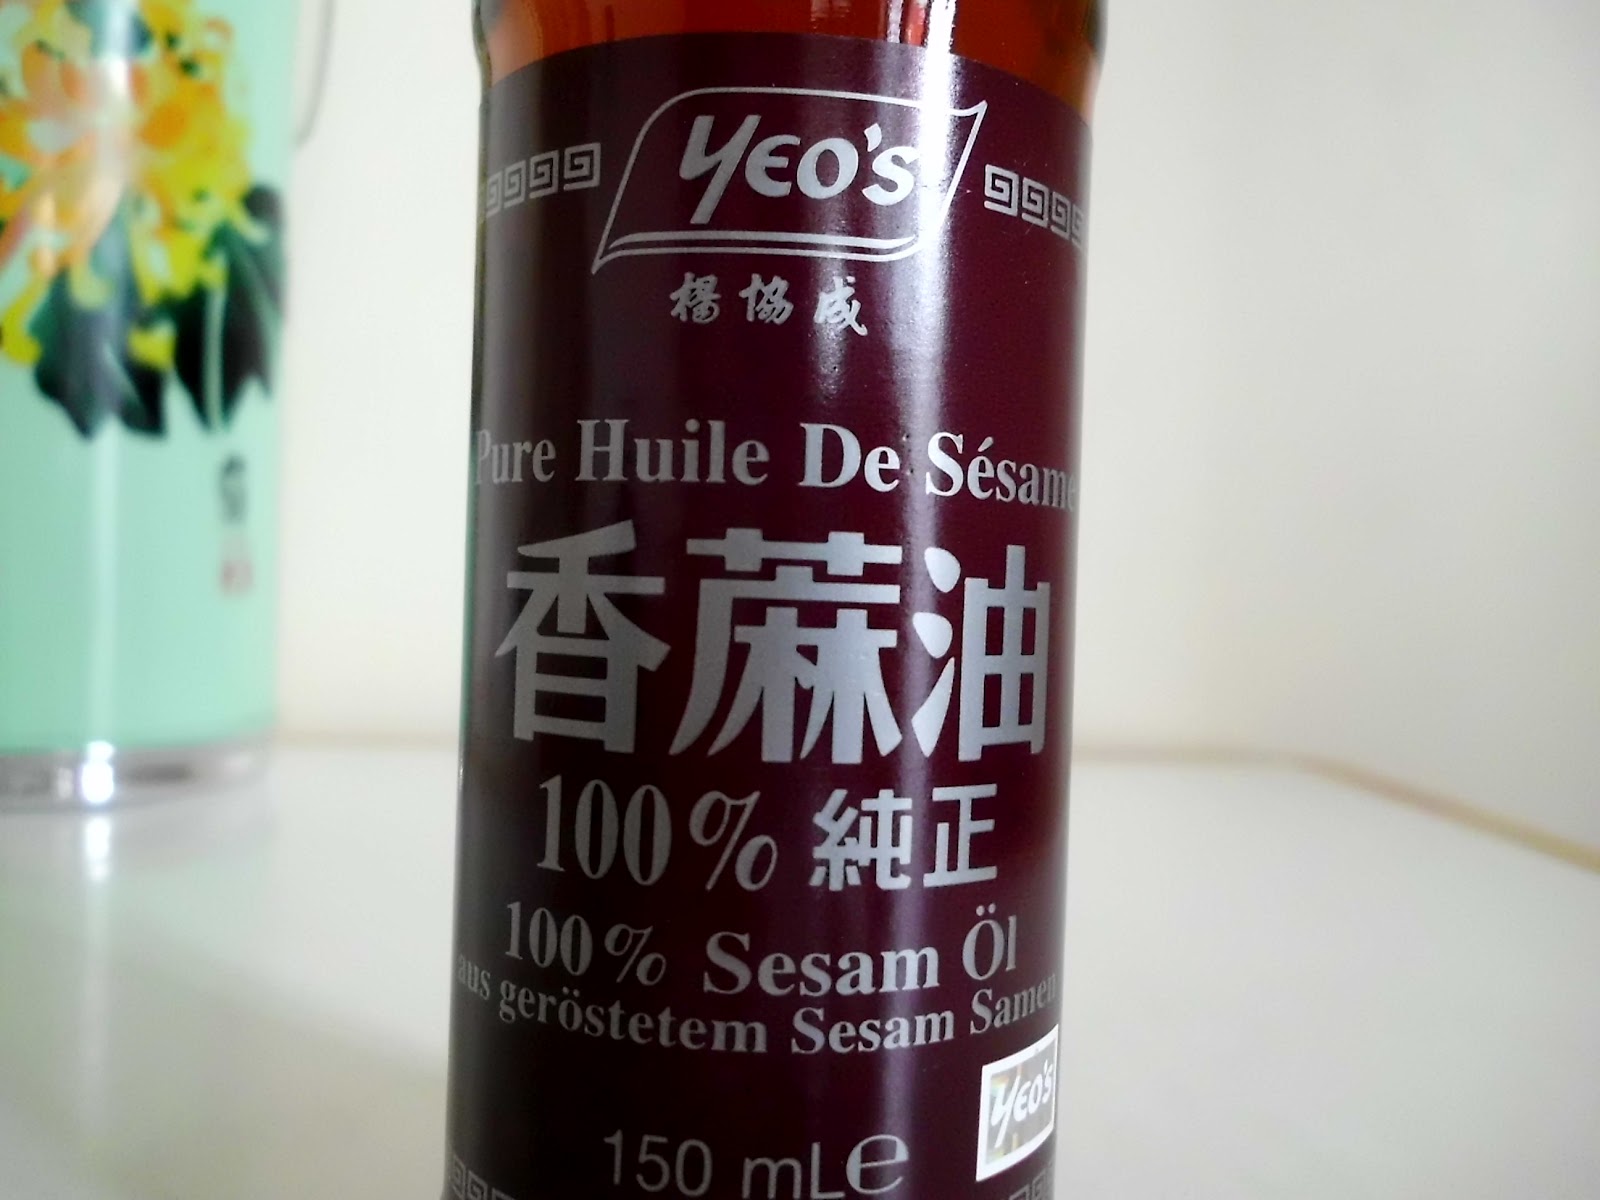 Yeo's
楊協成
Pure Huile De Sésame
香蔴油
100% 純正
100% Sesam Öl
aus geröstetem Sesam Samen
Yeo's
150 mL e